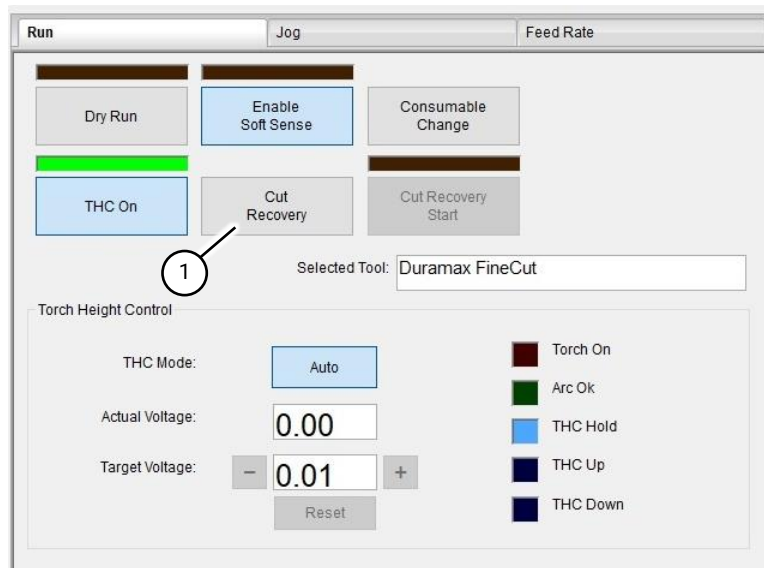 Run
Jog
Feed Rate
Dry Run
Enable
Soft Sense
Consumable
Change
THC On
Cut
Recovery
Cut Recovery
Start
1
Selected Tool: Duramax FineCut
Torch Height Control
THC Mode: Auto
Actual Voltage: 0.00
Target Voltage: − 0.01 +
Reset
Torch On
Arc Ok
THC Hold
THC Up
THC Down